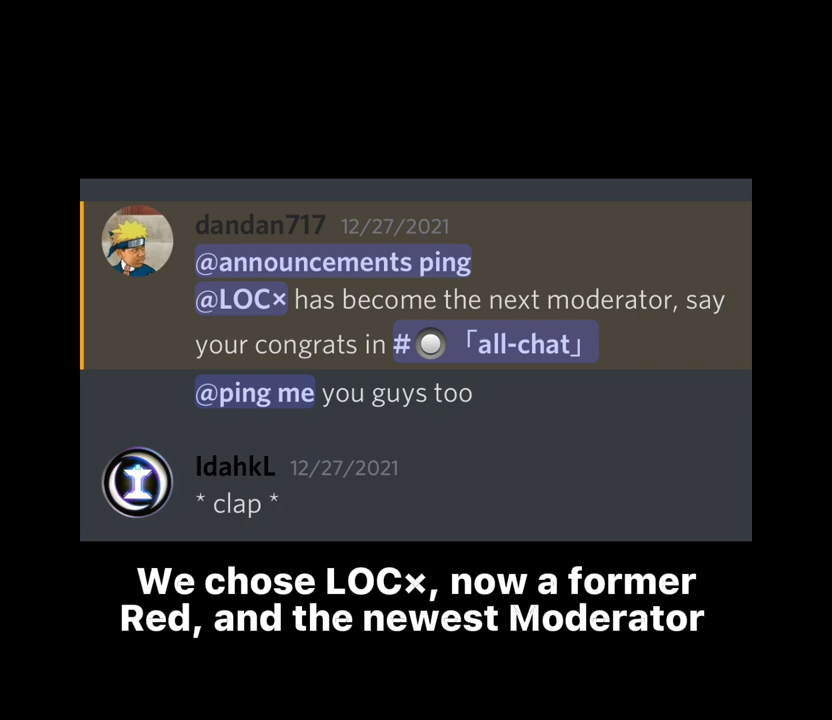 dandan717 12/27/2021
@announcements ping
@LOC× has become the next moderator, say
your congrats in # 「all-chat」
@ping me you guys too
IdahkL 12/27/2021
* clap *
We chose LOC×, now a former
Red, and the newest Moderator